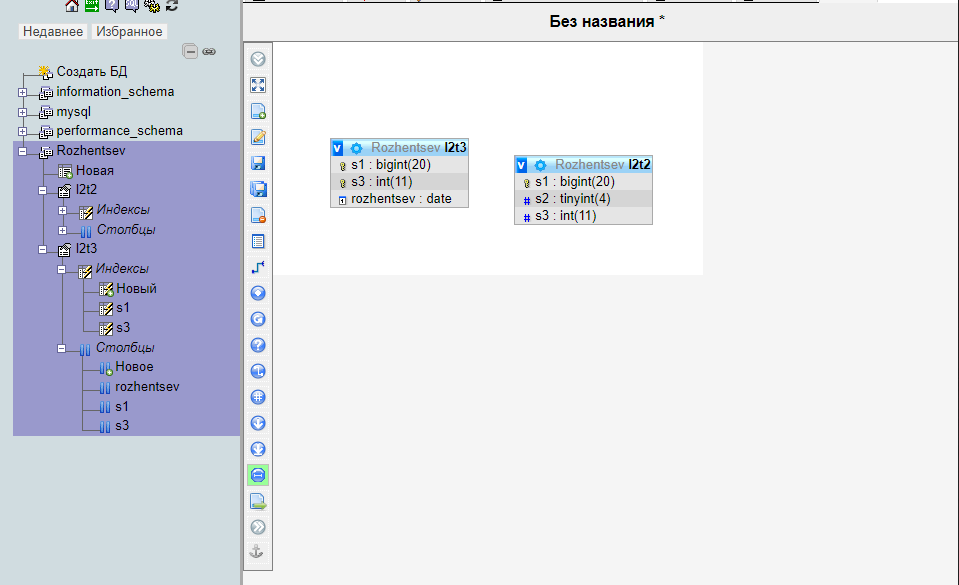 Недавнее Избранное
Создать БД
information_schema
mysql
performance_schema
Rozhentsev
Новая
l2t2
Индексы
Столбцы
l2t3
Индексы
Новый
s1
s3
Столбцы
Новое
rozhentsev
s1
s3
Без названия *
V Rozhentsev l2t3
s1 : bigint(20)
s3 : int(11)
rozhentsev : date
V Rozhentsev l2t2
s1 : bigint(20)
# s2 : tinyint(4)
# s3 : int(11)